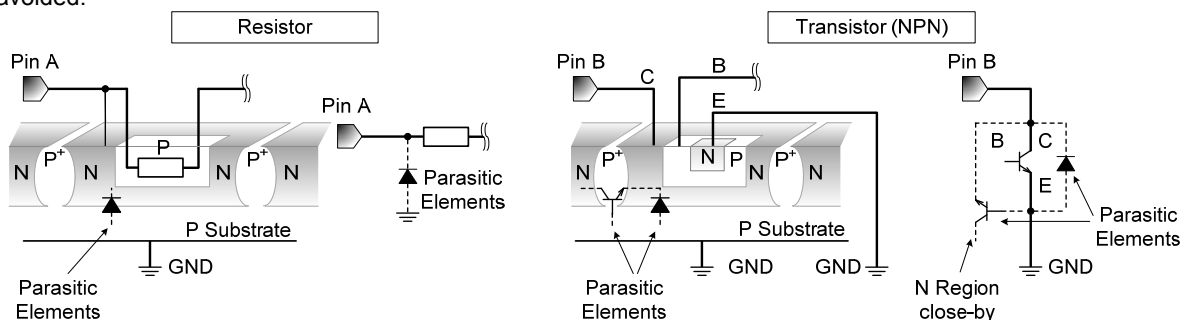 avoided.
Resistor
Transistor (NPN)
Pin A
Pin A
N
P+
N
P
N
P+
N
Parasitic
Elements
P Substrate
GND
Parasitic
Elements
Pin B
C
B
E
N
P+
N
P
P+
N
N
P Substrate
GND
GND
Parasitic
Elements
Pin B
B
C
E
Parasitic
Elements
GND
N Region
close-by